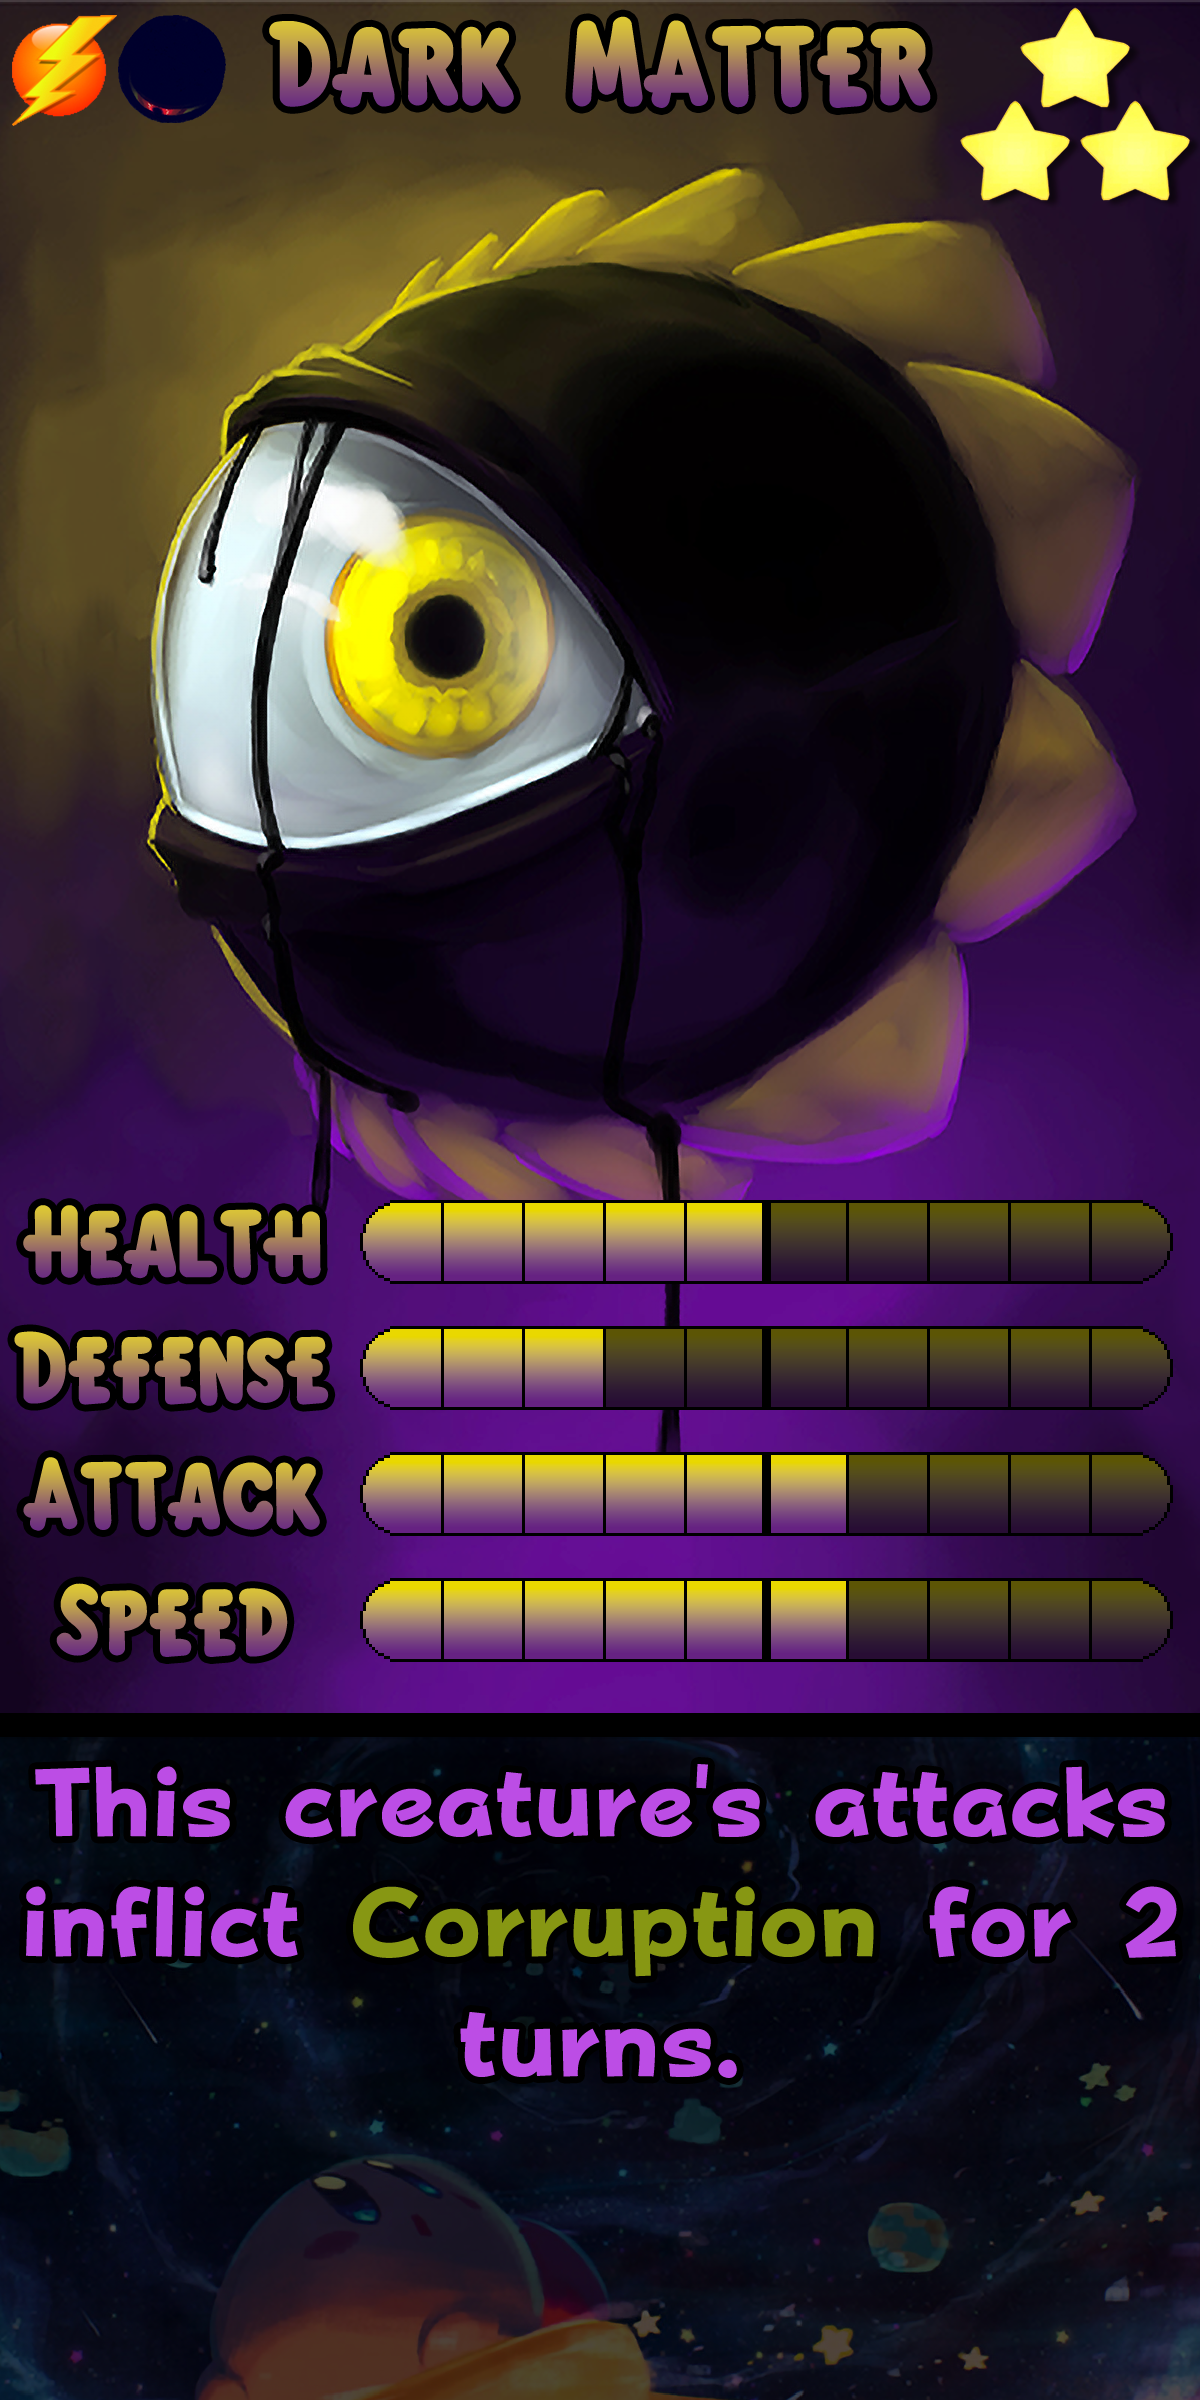 Dark Matter
Health
Defense
Attack
Speed
This creature's attacks
inflict Corruption for 2
turns.